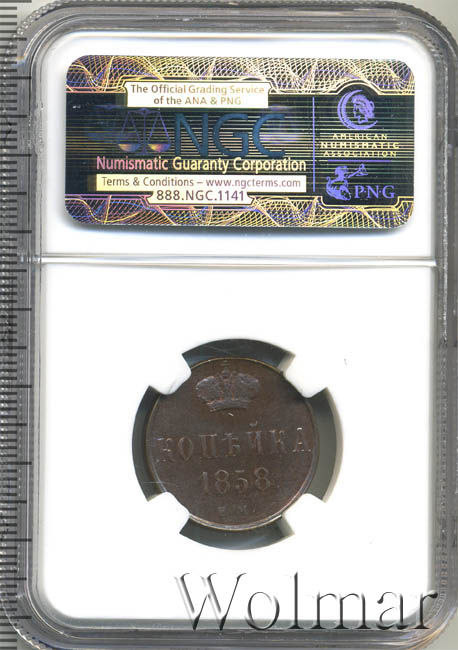 The Official Grading Service
of the ANA & PNG
NGC
Numismatic Guaranty Corporation
Terms & Conditions – www.ngcterms.com
888.NGC.1141
AMERICAN
NUMISMATIC
ASSOCIATION
PNG
КОПѢЙКА
1858.
Е.М.
Wolmar